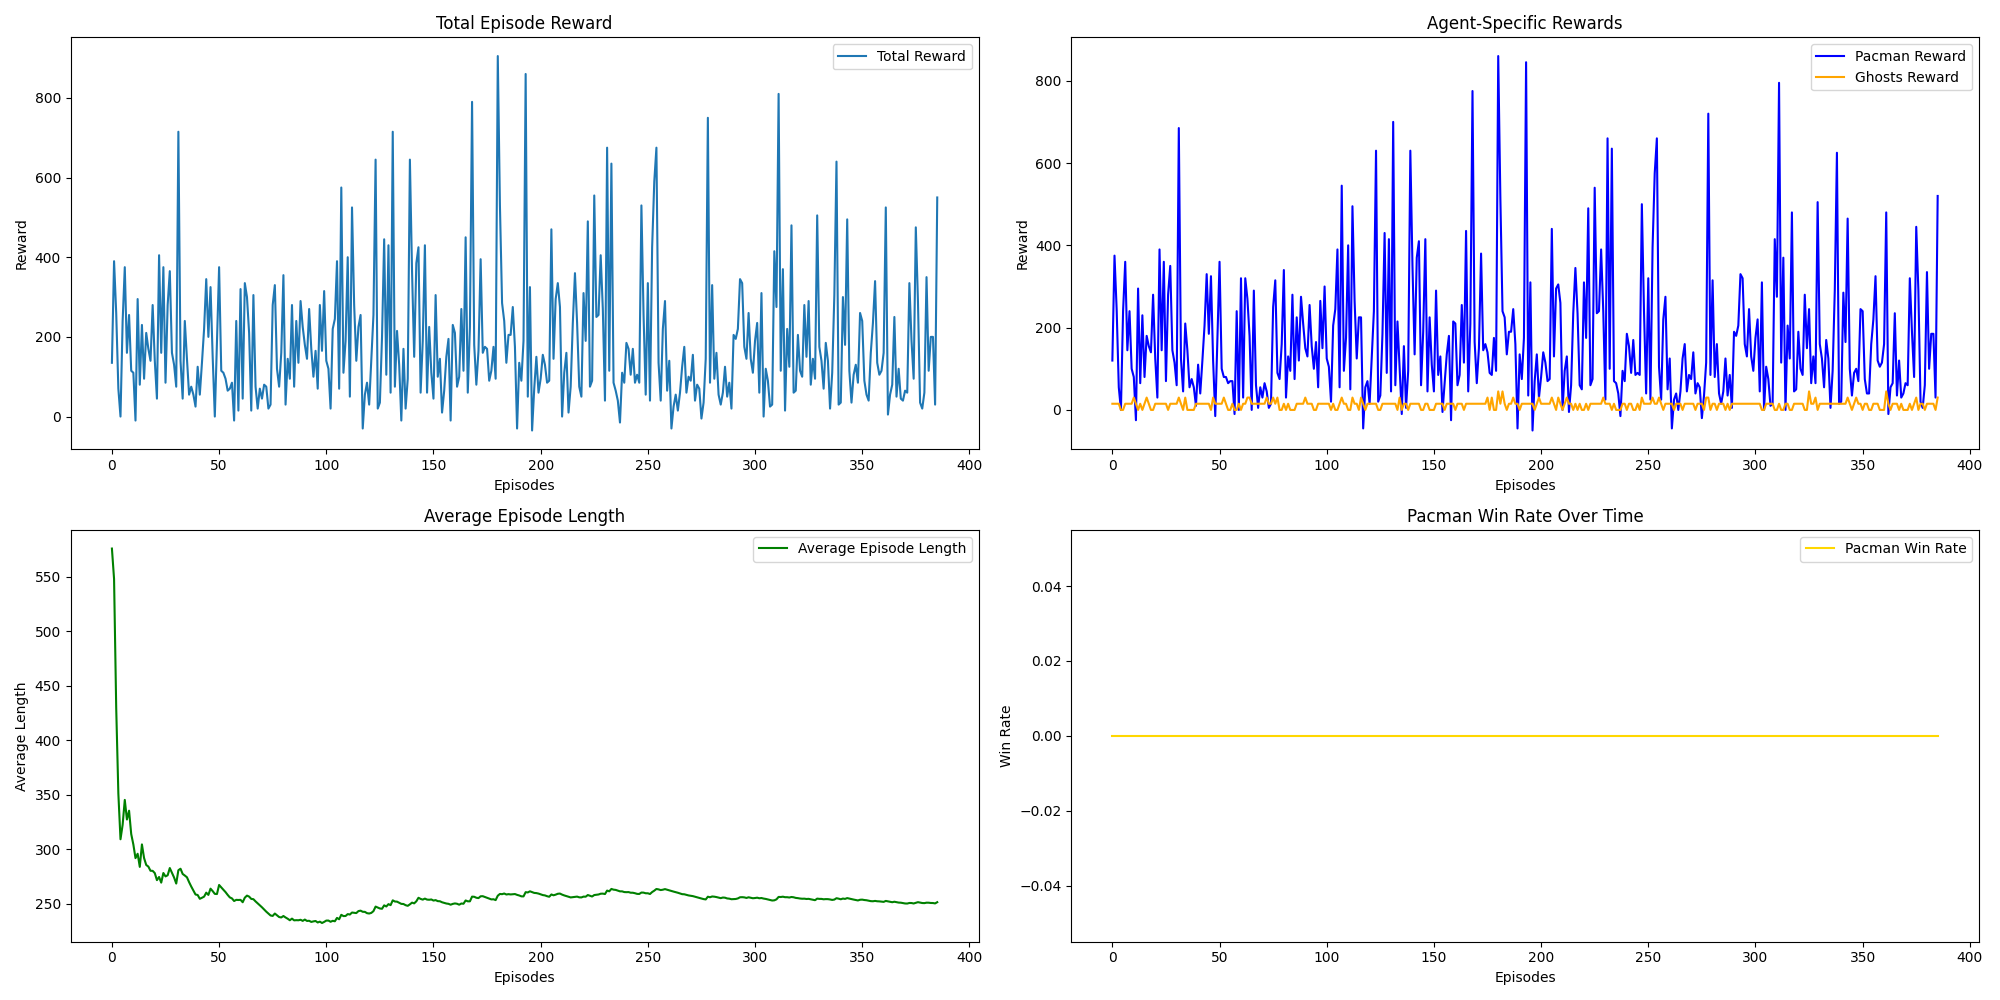 Total Episode Reward
Total Reward
Reward
800
600
400
200
0
0 50 100 150 200 250 300 350 400
Episodes
Agent-Specific Rewards
Pacman Reward
Ghosts Reward
Reward
800
600
400
200
0
0 50 100 150 200 250 300 350 400
Episodes
Average Episode Length
Average Episode Length
Average Length
550
500
450
400
350
300
250
0 50 100 150 200 250 300 350 400
Episodes
Pacman Win Rate Over Time
Pacman Win Rate
Win Rate
0.04
0.02
0.00
−0.02
−0.04
0 50 100 150 200 250 300 350 400
Episodes